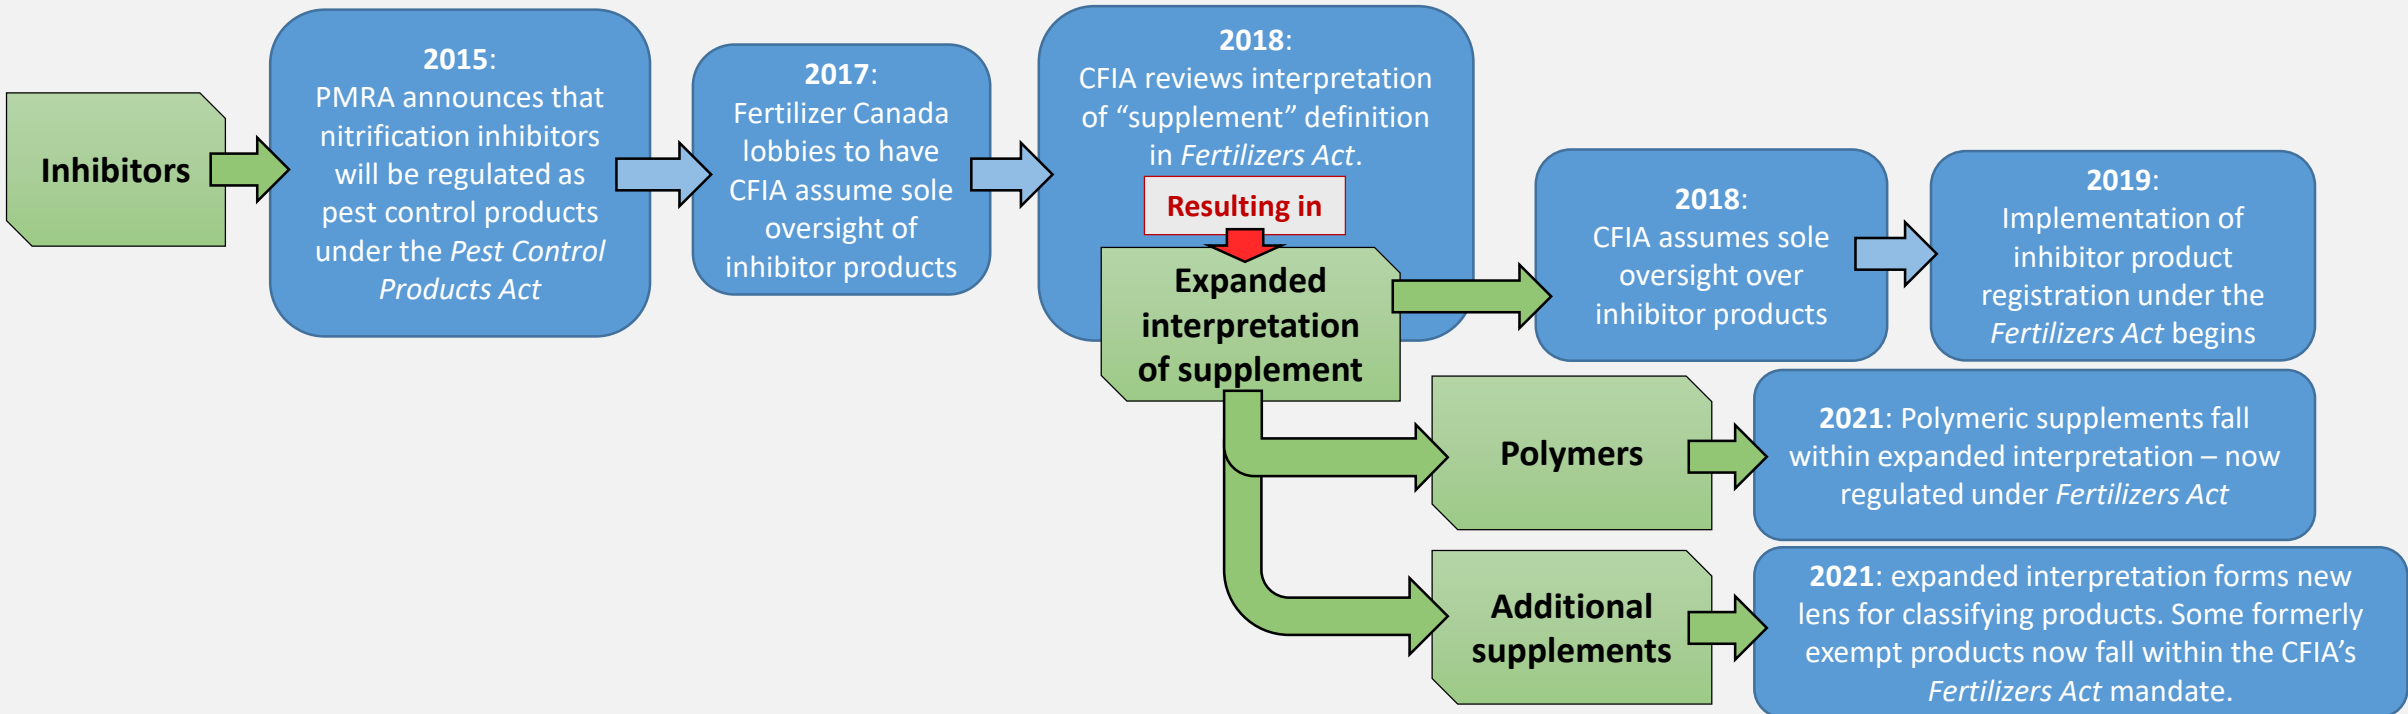 Inhibitors
2015:
PMRA announces that
nitrification inhibitors
will be regulated as
pest control products
under the Pest Control
Products Act
2017:
Fertilizer Canada
lobbies to have
CFIA assume sole
oversight of
inhibitor products
2018:
CFIA reviews interpretation
of “supplement” definition
in Fertilizers Act.
Resulting in
Expanded
interpretation
of supplement
2018:
CFIA assumes sole
oversight over
inhibitor products
2019:
Implementation of
inhibitor product
registration under the
Fertilizers Act begins
Polymers
2021: Polymeric supplements fall
within expanded interpretation – now
regulated under Fertilizers Act
Additional
supplements
2021: expanded interpretation forms new
lens for classifying products. Some formerly
exempt products now fall within the CFIA’s
Fertilizers Act mandate.